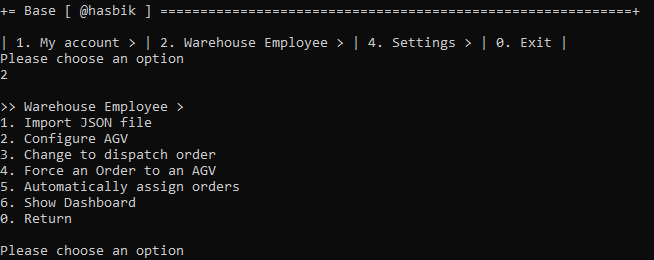 += Base [ @hasbik ] ===========================================================+
| 1. My account > | 2. Warehouse Employee > | 4. Settings > | 0. Exit |
Please choose an option
2
>> Warehouse Employee >
1. Import JSON file
2. Configure AGV
3. Change to dispatch order
4. Force an Order to an AGV
5. Automatically assign orders
6. Show Dashboard
0. Return
Please choose an option